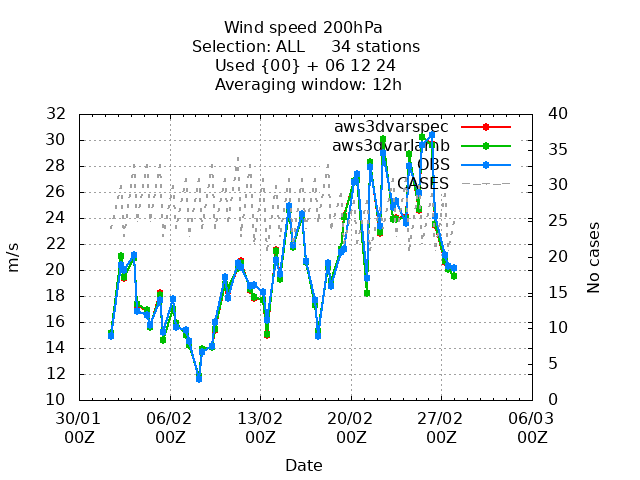 Wind speed 200hPa
Selection: ALL 34 stations
Used {00} + 06 12 24
Averaging window: 12h
aws3dvarspec
aws3dvarlamb
OBS
CASES
m/s
32
30
28
26
24
22
20
18
16
14
12
10
40
35
30
25
20
15
10
5
0
No cases
30/01 06/02 13/02 20/02 27/02 06/03
00Z 00Z 00Z 00Z 00Z 00Z
Date